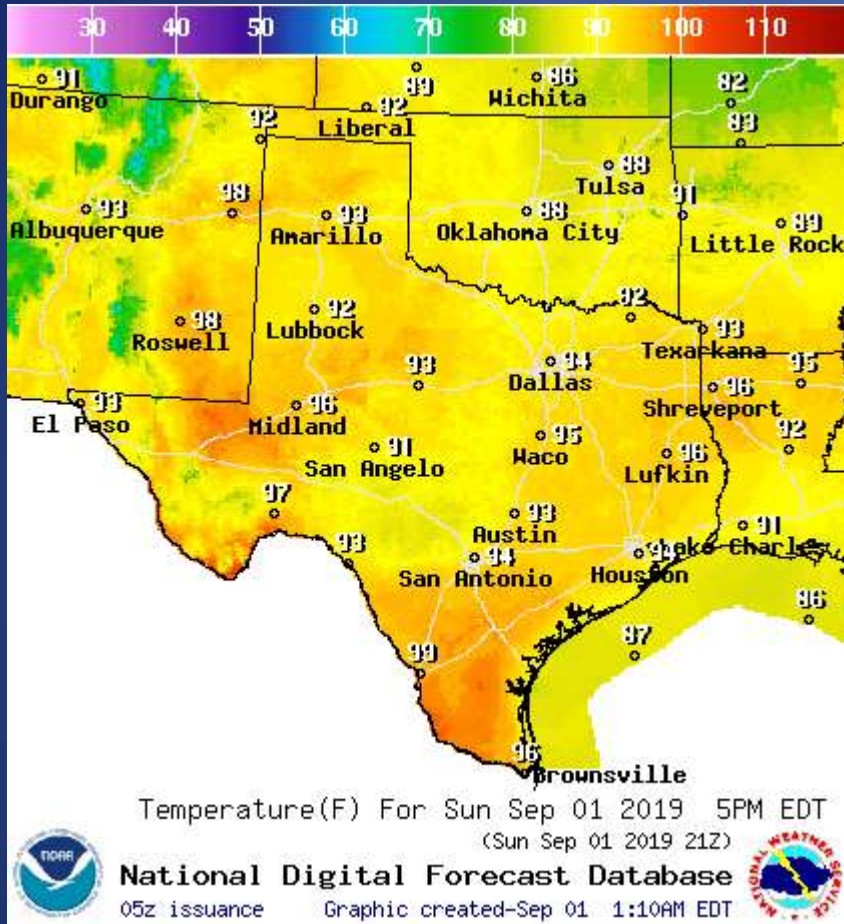 30 40 50 60 70 80 90 100 110
91
Durango
89
86
Wichita
82
92
Liberal
92
83
88
Tulsa
93
Albuquerque
98
93
Amarillo
88
Oklahoma City
91
89
Little Rock
98
Roswell
92
Lubbock
92
93
Texarkana
93
94
Dallas
96
Shreveport
95
93
El Paso
96
Midland
91
San Angelo
95
Waco
96
Lufkin
92
97
93
Austin
91
Lake Charles
93
94
San Antonio
94
Houston
86
87
99
96
Brownsville
Temperature(F) For Sun Sep 01 2019 5PM EDT
(Sun Sep 01 2019 21Z)
National Digital Forecast Database
05z issuance Graphic created-Sep 01 1:10AM EDT
NOAA
NATIONAL WEATHER SERVICE